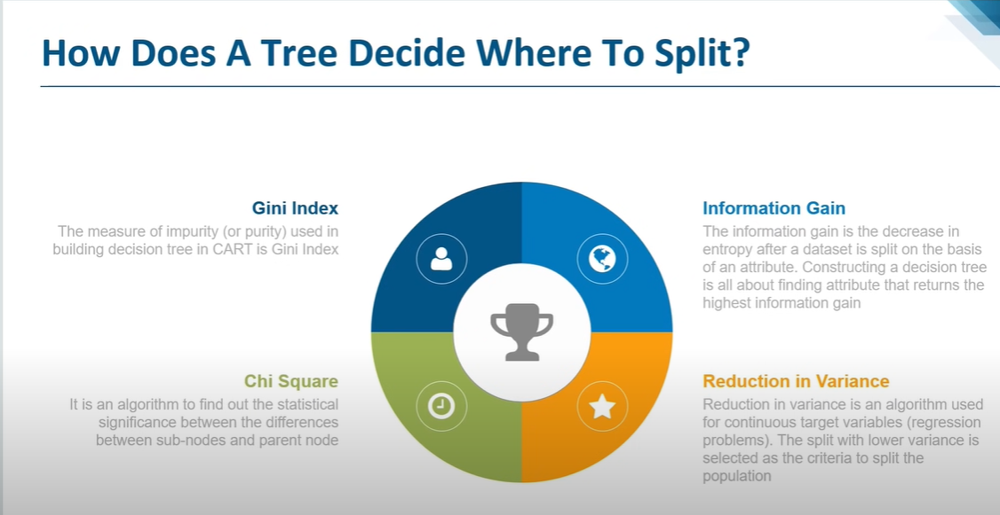 How Does A Tree Decide Where To Split?
Gini Index
The measure of impurity (or purity) used in
building decision tree in CART is Gini Index
Information Gain
The information gain is the decrease in
entropy after a dataset is split on the basis
of an attribute. Constructing a decision tree
is all about finding attribute that returns the
highest information gain
Chi Square
It is an algorithm to find out the statistical
significance between the differences
between sub-nodes and parent node
Reduction in Variance
Reduction in variance is an algorithm used
for continuous target variables (regression
problems). The split with lower variance is
selected as the criteria to split the
population